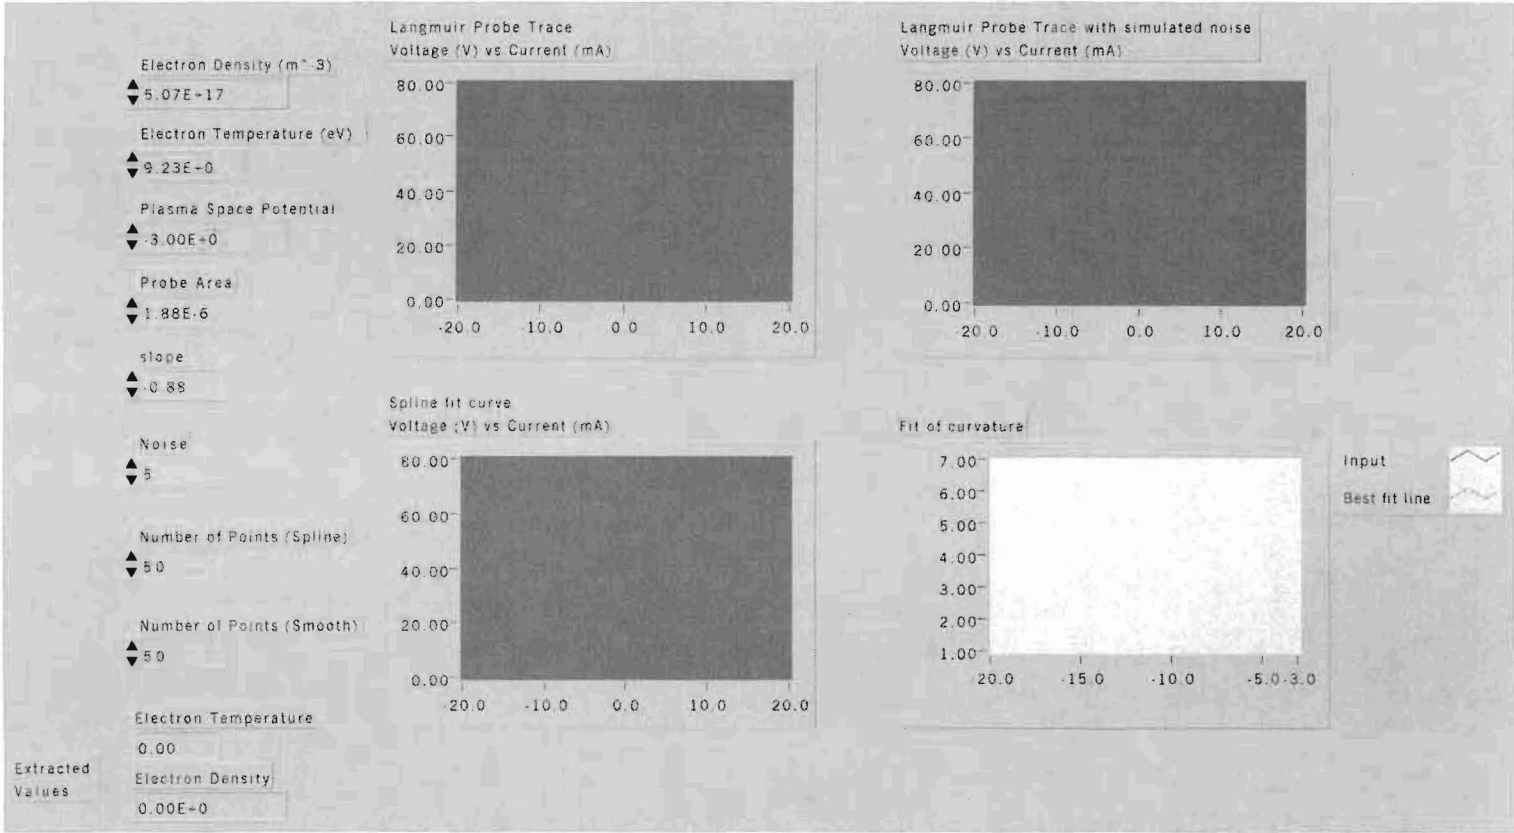 Electron Density (m^-3)
5.07E+17
Electron Temperature (eV)
9.23E+0
Plasma Space Potential
-3.00E+0
Probe Area
1.88E-6
slope
-0.88
Noise
5
Number of Points (Spline)
50
Number of Points (Smooth)
50
Extracted
Values
Electron Temperature
0.00
Electron Density
0.00E+0
Langmuir Probe Trace
Voltage (V) vs Current (mA)
80.00
60.00
40.00
20.00
0.00
-20.0 -10.0 0.0 10.0 20.0
Langmuir Probe Trace with simulated noise
Voltage (V) vs Current (mA)
80.00
60.00
40.00
20.00
0.00
-20.0 -10.0 0.0 10.0 20.0
Spline fit curve
Voltage (V) vs Current (mA)
80.00
60.00
40.00
20.00
0.00
-20.0 -10.0 0.0 10.0 20.0
Fit of curvature
7.00
6.00
5.00
4.00
3.00
2.00
1.00
-20.0 -15.0 -10.0 -5.0 -3.0
Input
Best fit line